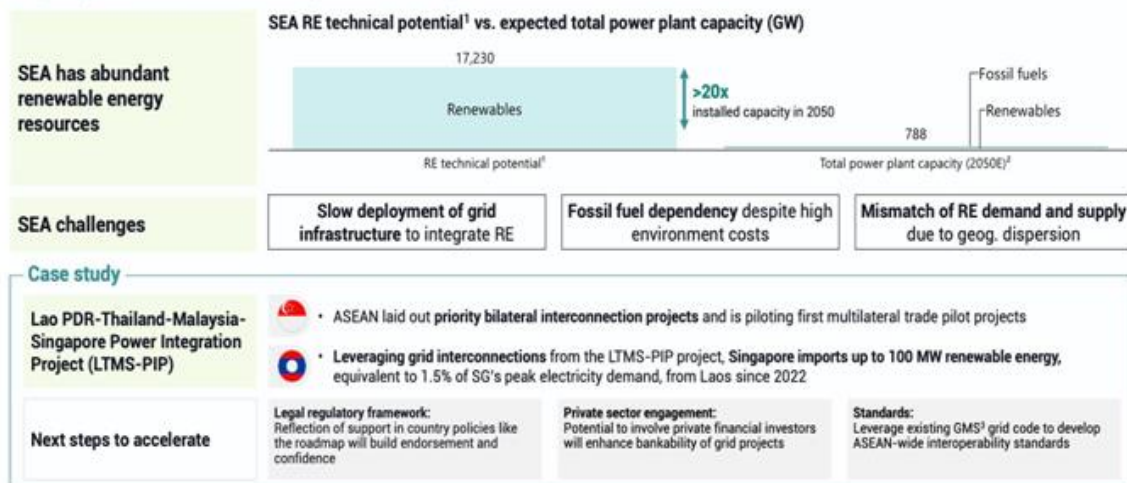 SEA RE technical potential¹ vs. expected total power plant capacity (GW)
SEA has abundant
renewable energy
resources
17,230
Renewables
>20x
installed capacity in 2050
Fossil fuels
Renewables
788
RE technical potential¹
Total power plant capacity (2050E)²
SEA challenges
Slow deployment of grid
infrastructure to integrate RE
Fossil fuel dependency despite high
environment costs
Mismatch of RE demand and supply
due to geog. dispersion
Case study
Lao PDR-Thailand-Malaysia-
Singapore Power Integration
Project (LTMS-PIP)
• ASEAN laid out priority bilateral interconnection projects and is piloting first multilateral trade pilot projects
• Leveraging grid interconnections from the LTMS-PIP project, Singapore imports up to 100 MW renewable energy,
equivalent to 1.5% of SG's peak electricity demand, from Laos since 2022
Next steps to accelerate
Legal regulatory framework:
Reflection of support in country policies like
the roadmap will build endorsement and
confidence
Private sector engagement:
Potential to involve private financial investors
will enhance bankability of grid projects
Standards:
Leverage existing GMS³ grid code to develop
ASEAN-wide interoperability standards